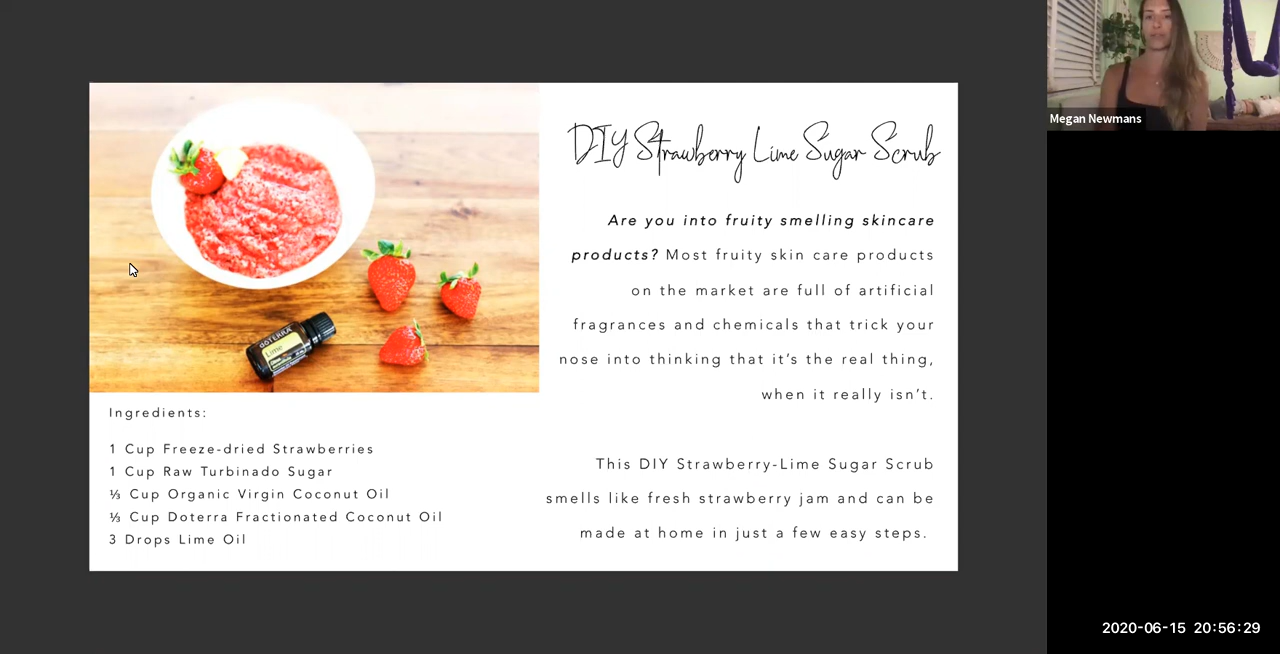 DIY Strawberry Lime Sugar Scrub
Are you into fruity smelling skincare
products? Most fruity skin care products
on the market are full of artificial
fragrances and chemicals that trick your
nose into thinking that it’s the real thing,
when it really isn’t.
This DIY Strawberry-Lime Sugar Scrub
smells like fresh strawberry jam and can be
made at home in just a few easy steps.
doTERRA
Lime
Ingredients:
1 Cup Freeze-dried Strawberries
1 Cup Raw Turbinado Sugar
⅓ Cup Organic Virgin Coconut Oil
⅓ Cup Doterra Fractionated Coconut Oil
3 Drops Lime Oil
Megan Newmans
2020-06-15 20:56:29